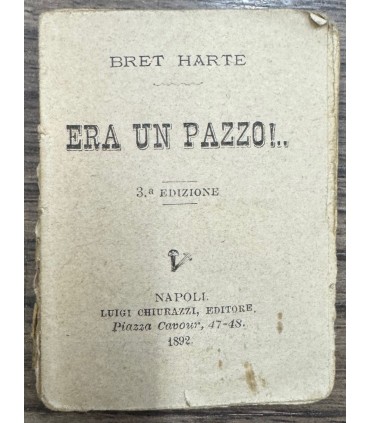 BRET HARTE
ERA UN PAZZO!..
3.ª EDIZIONE
NAPOLI.
LUIGI CHIURAZZI, EDITORE.
Piazza Cavour, 47-48.
1892